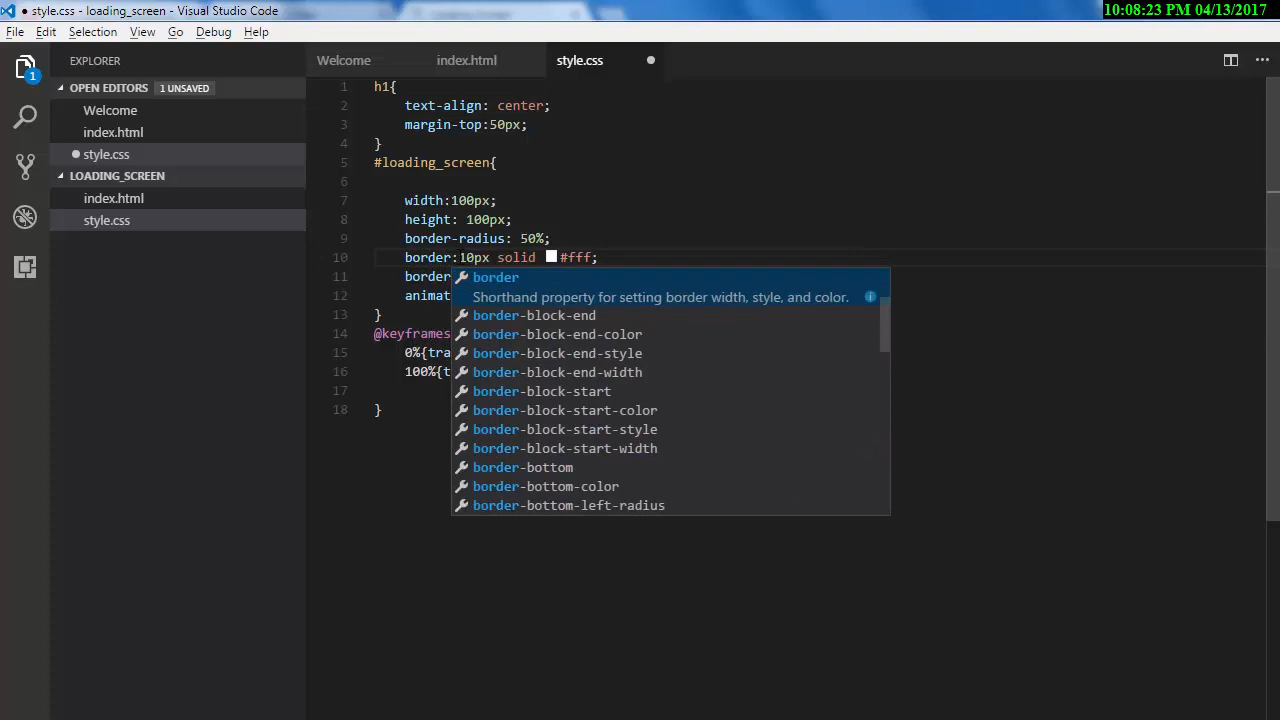 ● style.css - loading_screen - Visual Studio Code
10:08:23 PM 04/13/2017
File Edit Selection View Go Debug Help
EXPLORER
OPEN EDITORS 1 UNSAVED
Welcome
index.html
style.css
LOADING_SCREEN
index.html
style.css
1
Welcome index.html style.css
1 h1{
2 text-align: center;
3 margin-top:50px;
4 }
5 #loading_screen{
6
7 width:100px;
8 height: 100px;
9 border-radius: 50%;
10 border:10px solid #fff;
11 border
12 animat
13 }
14 @keyframes
15 0%{tra
16 100%{t
17
18 }
border
Shorthand property for setting border width, style, and color.
border-block-end
border-block-end-color
border-block-end-style
border-block-end-width
border-block-start
border-block-start-color
border-block-start-style
border-block-start-width
border-bottom
border-bottom-color
border-bottom-left-radius